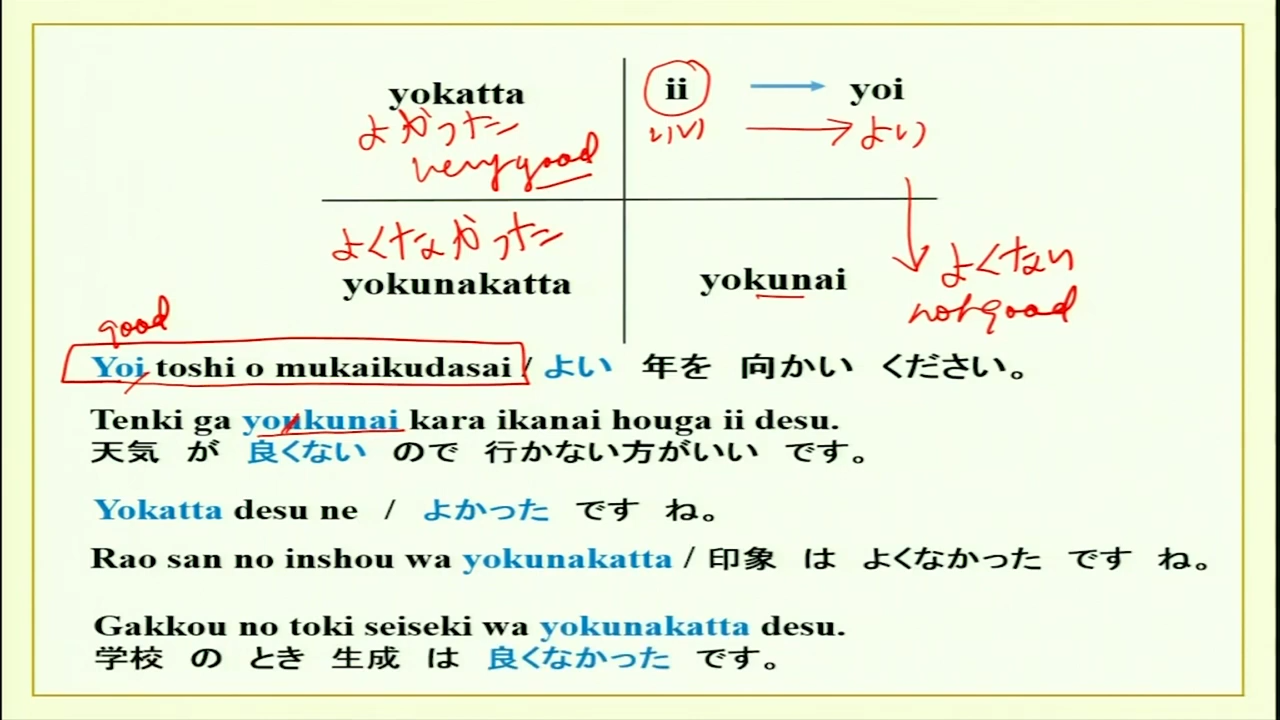 yokatta
ii → yoi
よかった
いい → よい
very good
よくなかった
よくない
yokunakatta
yokunai
not good
good
Yoi toshi o mukaikudasai / よい 年を 向かい ください。
Tenki ga youkunai kara ikanai houga ii desu.
天気 が 良くない ので 行かない方がいい です。
Yokatta desu ne / よかった です ね。
Rao san no inshou wa yokunakatta / 印象 は よくなかった です ね。
Gakkou no toki seiseki wa yokunakatta desu.
学校 の とき 生成 は 良くなかった です。